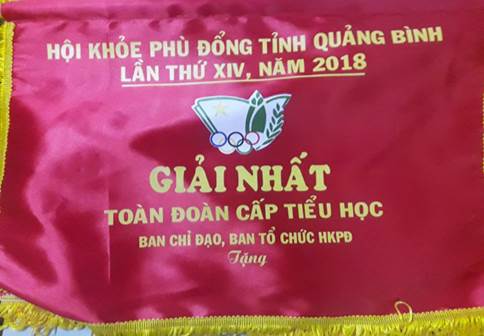 HỘI KHỎE PHÙ ĐỔNG TỈNH QUẢNG BÌNH
LẦN THỨ XIV, NĂM 2018
GIẢI NHẤT
TOÀN ĐOÀN CẤP TIỂU HỌC
BAN CHỈ ĐẠO, BAN TỔ CHỨC HKPĐ
Tặng